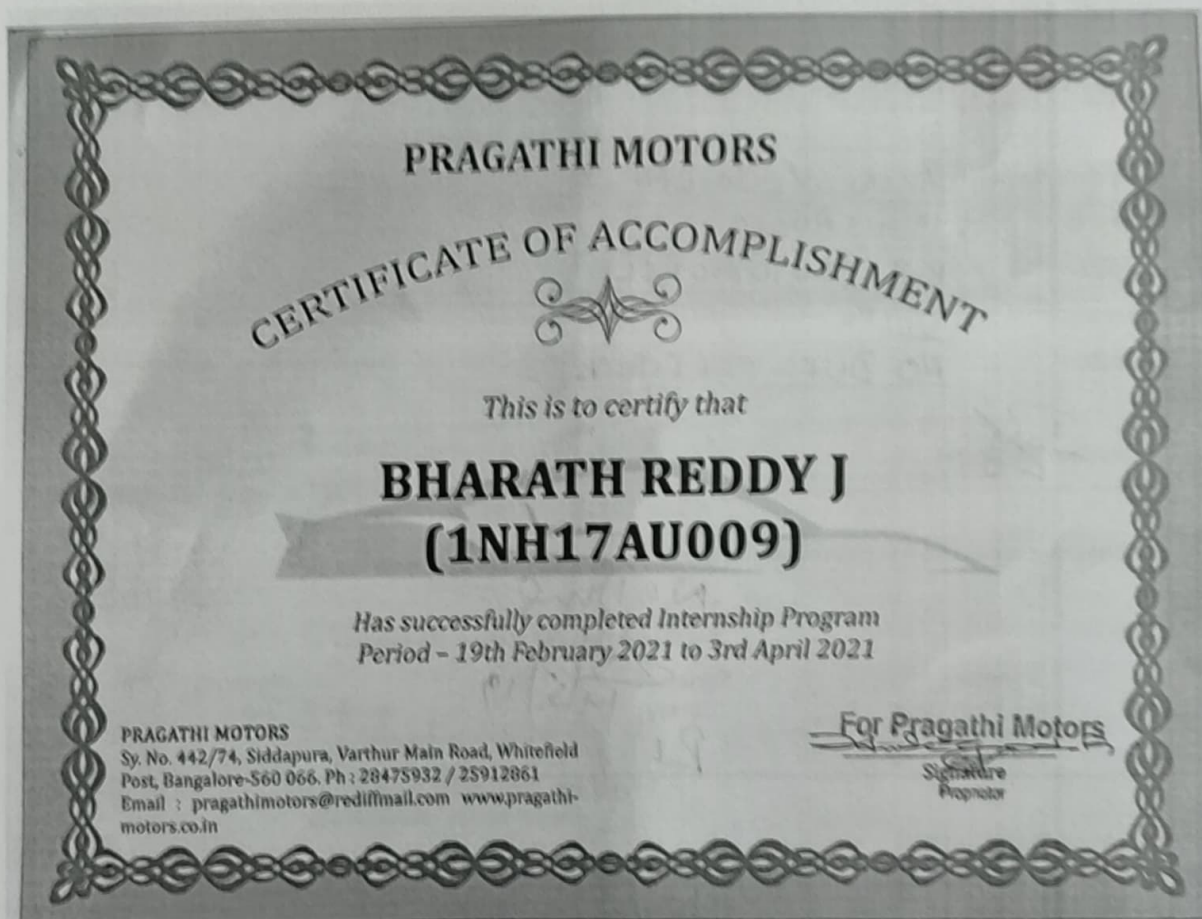 PRAGATHI MOTORS
CERTIFICATE OF ACCOMPLISHMENT
This is to certify that
BHARATH REDDY J
(1NH17AU009)
Has successfully completed Internship Program
Period – 19th February 2021 to 3rd April 2021
PRAGATHI MOTORS
Sy. No. 442/74, Siddapura, Varthur Main Road, Whitefield
Post, Bangalore-560 066. Ph : 28475932 / 25912861
Email : pragathimotors@rediffmail.com www.pragathi-
motors.co.in
For Pragathi Motors
Signature
Proprietor